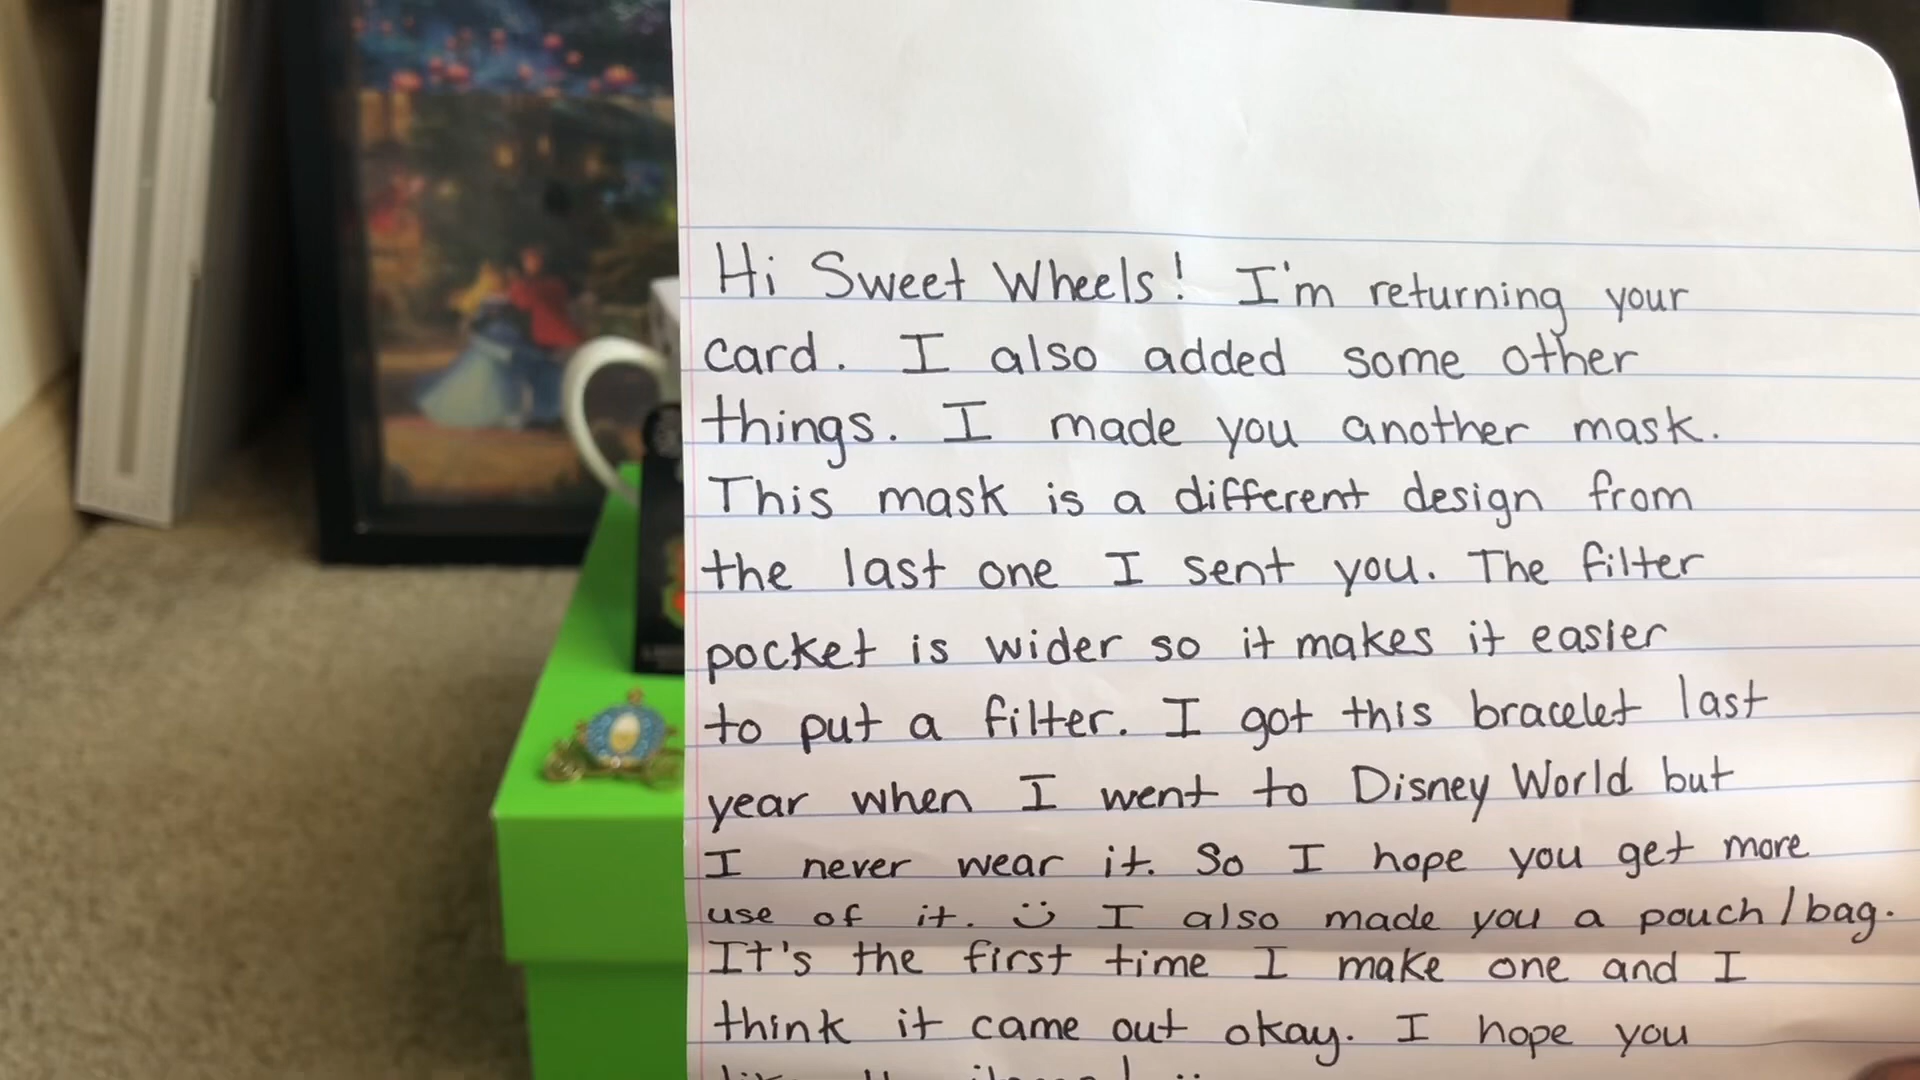 Hi Sweet Wheels! I'm returning your
card. I also added some other
things. I made you another mask.
This mask is a different design from
the last one I sent you. The filter
pocket is wider so it makes it easier
to put a filter. I got this bracelet last
year when I went to Disney World but
I never wear it. So I hope you get more
use of it. :) I also made you a pouch/bag.
It's the first time I make one and I
think it came out okay. I hope you